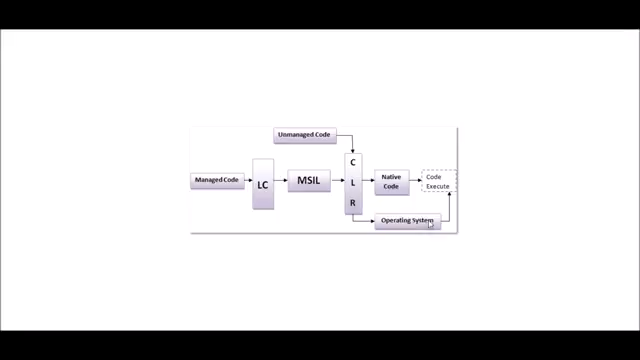 Unmanaged Code
Managed Code
LC
MSIL
C
L
R
Native
Code
Code
Execute
Operating System